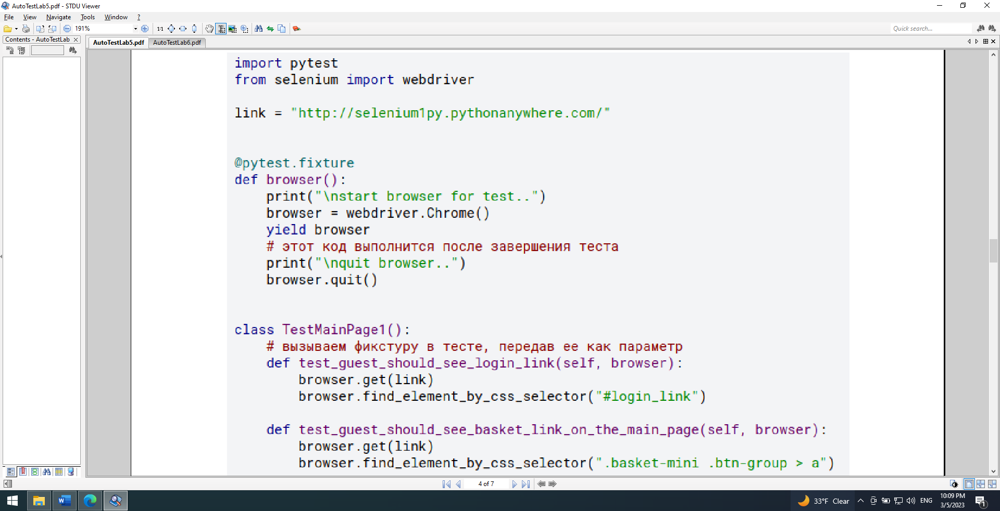 AutoTestLab5.pdf - STDU Viewer
File View Navigate Tools Window ?
191%
1:1
Quick search...
Contents - AutoTestLab
AutoTestLab5.pdf AutoTestLab6.pdf
import pytest
from selenium import webdriver
link = "http://selenium1py.pythonanywhere.com/"
@pytest.fixture
def browser():
print("\nstart browser for test..")
browser = webdriver.Chrome()
yield browser
# этот код выполнится после завершения теста
print("\nquit browser..")
browser.quit()
class TestMainPage1():
# вызываем фикстуру в тесте, передав ее как параметр
def test_guest_should_see_login_link(self, browser):
browser.get(link)
browser.find_element_by_css_selector("#login_link")
def test_guest_should_see_basket_link_on_the_main_page(self, browser):
browser.get(link)
browser.find_element_by_css_selector(".basket-mini .btn-group > a")
4 of 7
33°F Clear
ENG
10:09 PM
3/5/2023
1